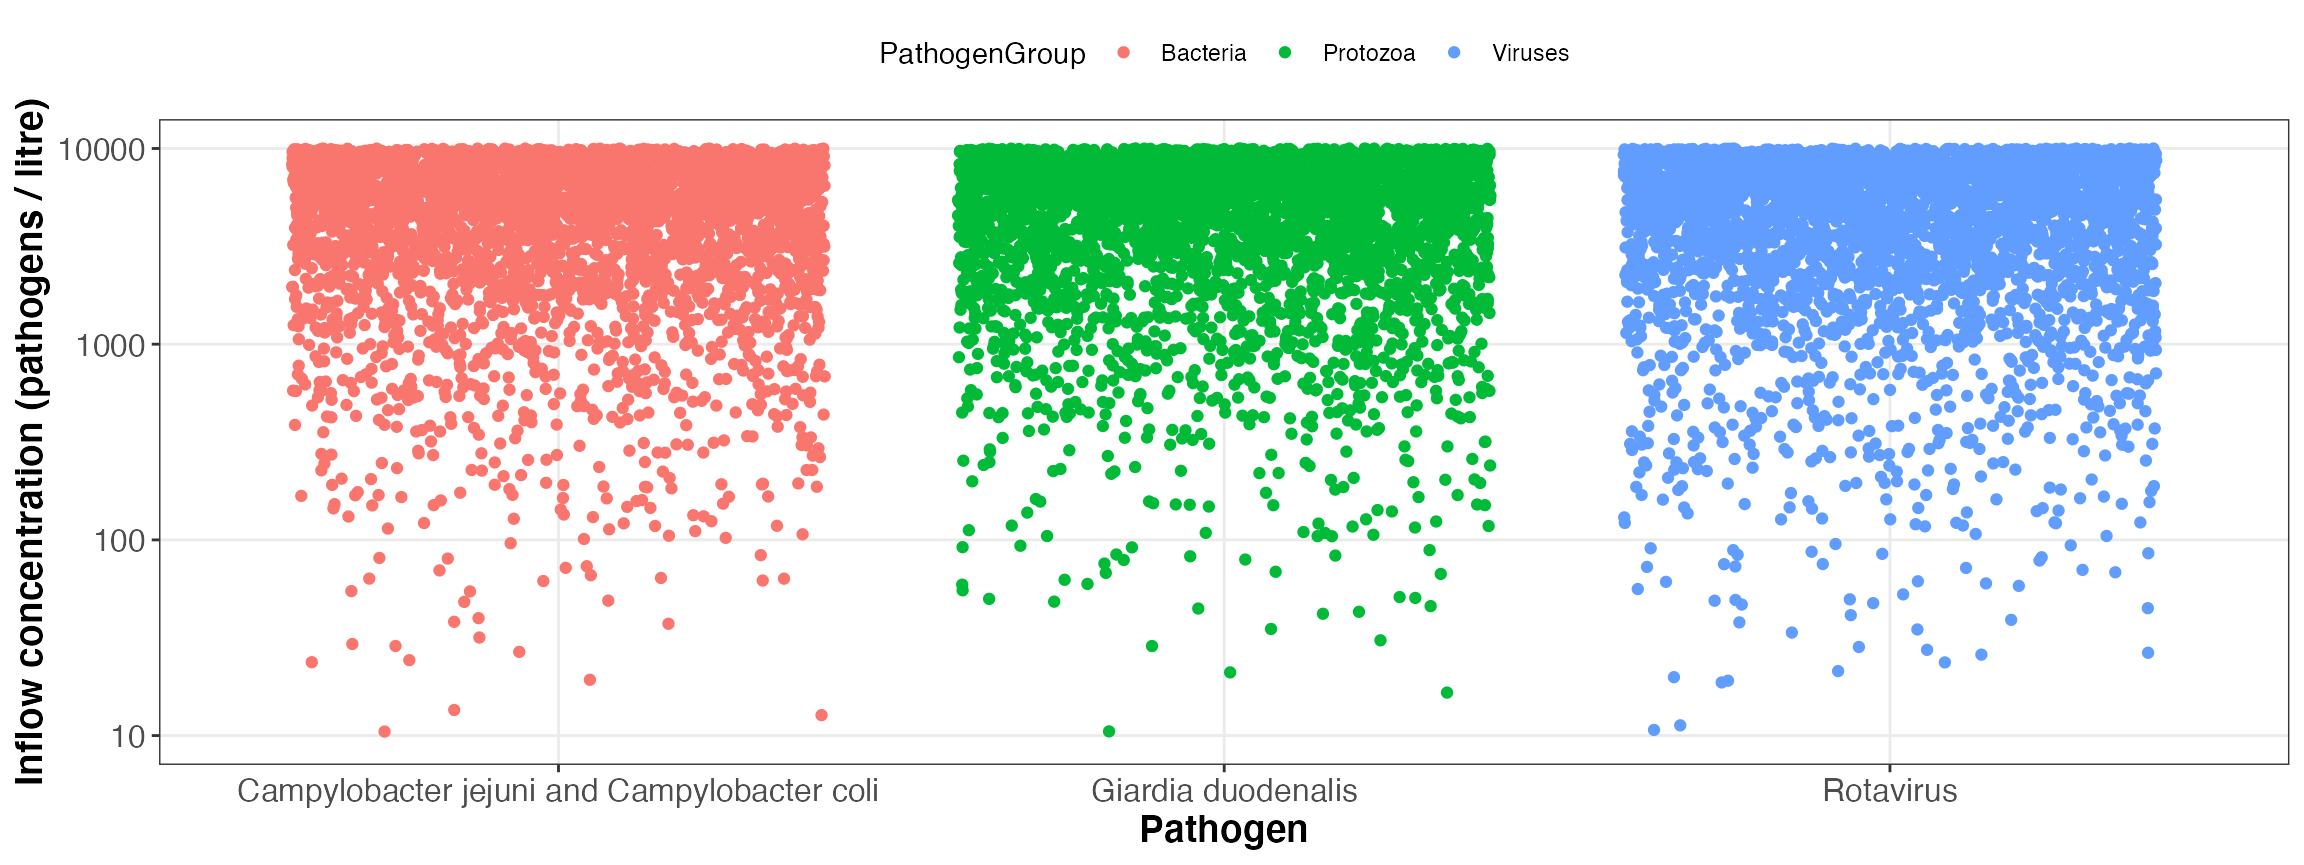 PathogenGroup Bacteria Protozoa Viruses
Inflow concentration (pathogens / litre)
10000
1000
100
10
Campylobacter jejuni and Campylobacter coli Giardia duodenalis Rotavirus
Pathogen